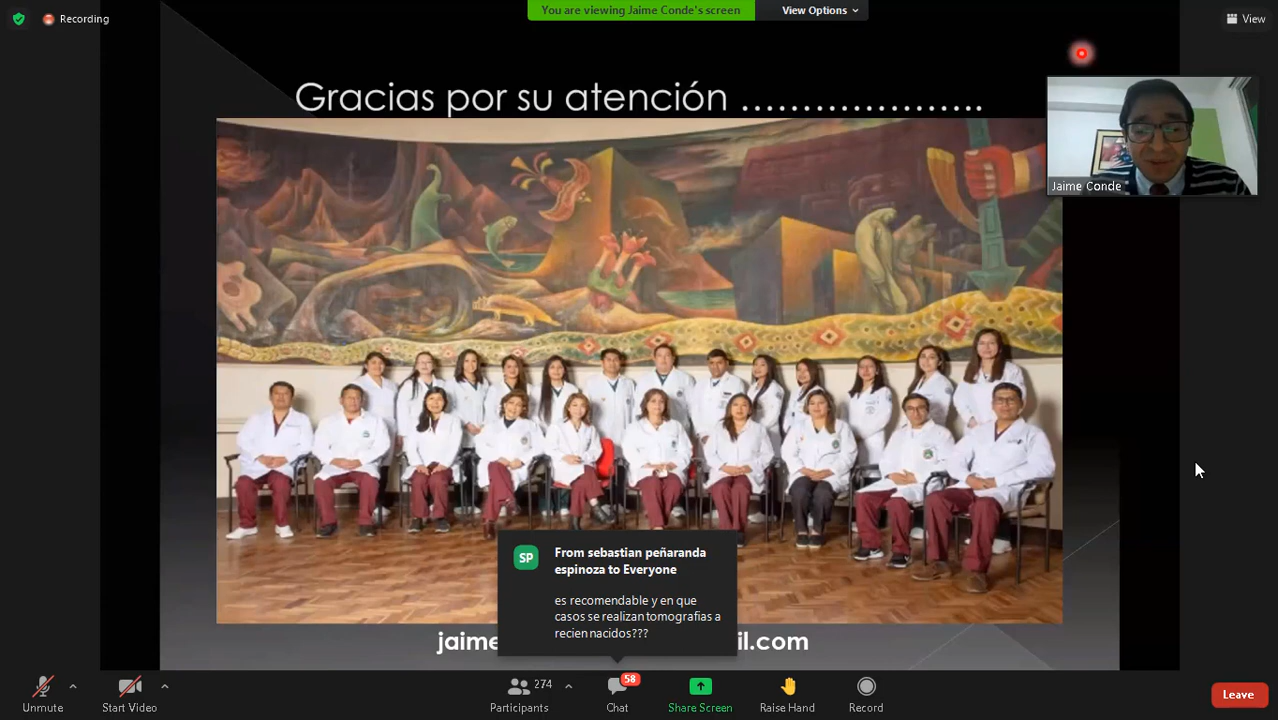 Recording
You are viewing Jaime Conde's screen
View Options
View
Gracias por su atención .....................
Jaime Conde
SP
From sebastian peñaranda
espinoza to Everyone
es recomendable y en que
casos se realizan tomografias a
recien nacidos???
jaime
il.com
274
58
Unmute
Start Video
Participants
Chat
Share Screen
Raise Hand
Record
Leave